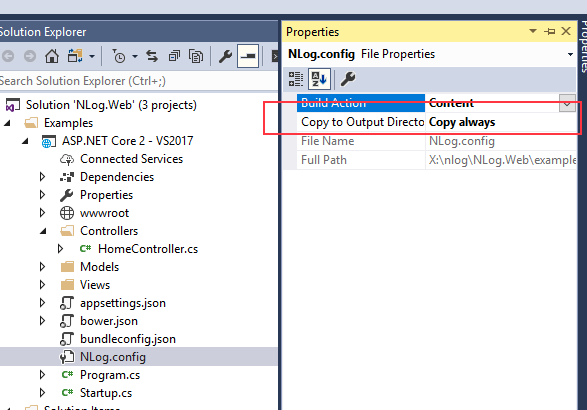 Solution Explorer
Search Solution Explorer (Ctrl+;)
Solution 'NLog.Web' (3 projects)
Examples
ASP.NET Core 2 - VS2017
Connected Services
Dependencies
Properties
wwwroot
Controllers
C# HomeController.cs
Models
Views
appsettings.json
bower.json
bundleconfig.json
NLog.config
C# Program.cs
C# Startup.cs
Solution Items
Properties
NLog.config File Properties
Build Action Content
Copy to Output Directo Copy always
File Name NLog.config
Full Path X:\nlog\NLog.Web\example
Properties